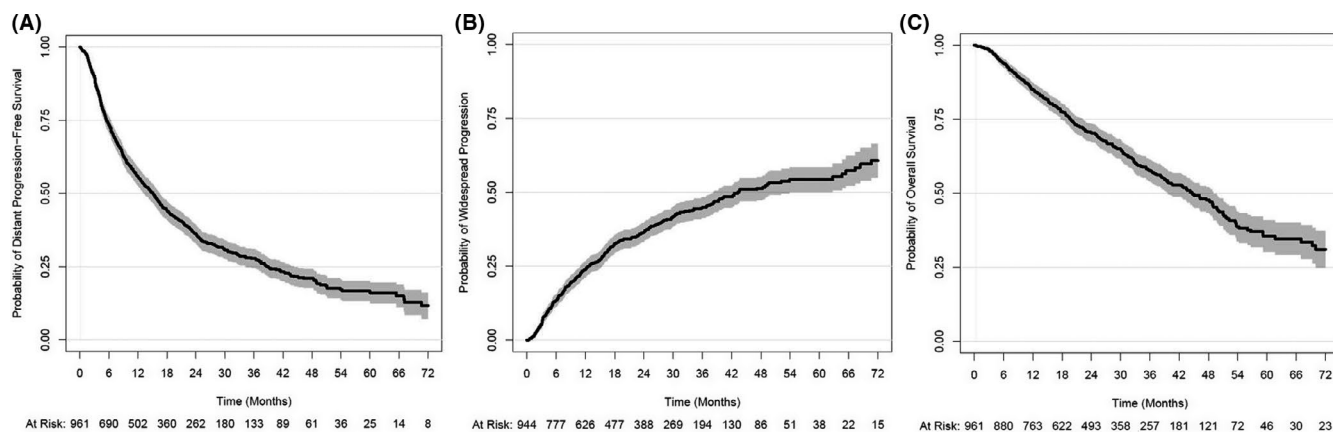 (A)
Probability of Distant Progression-Free Survival
1.00
0.75
0.50
0.25
0.00
0 6 12 18 24 30 36 42 48 54 60 66 72
Time (Months)
At Risk: 961 690 502 360 262 180 133 89 61 36 25 14 8
(B)
Probability of Widespread Progression
1.00
0.75
0.50
0.25
0.00
0 6 12 18 24 30 36 42 48 54 60 66 72
Time (Months)
At Risk: 944 777 626 477 388 269 194 130 86 51 38 22 15
(C)
Probability of Overall Survival
1.00
0.75
0.50
0.25
0.00
0 6 12 18 24 30 36 42 48 54 60 66 72
Time (Months)
At Risk: 961 880 763 622 493 358 257 181 121 72 46 30 23